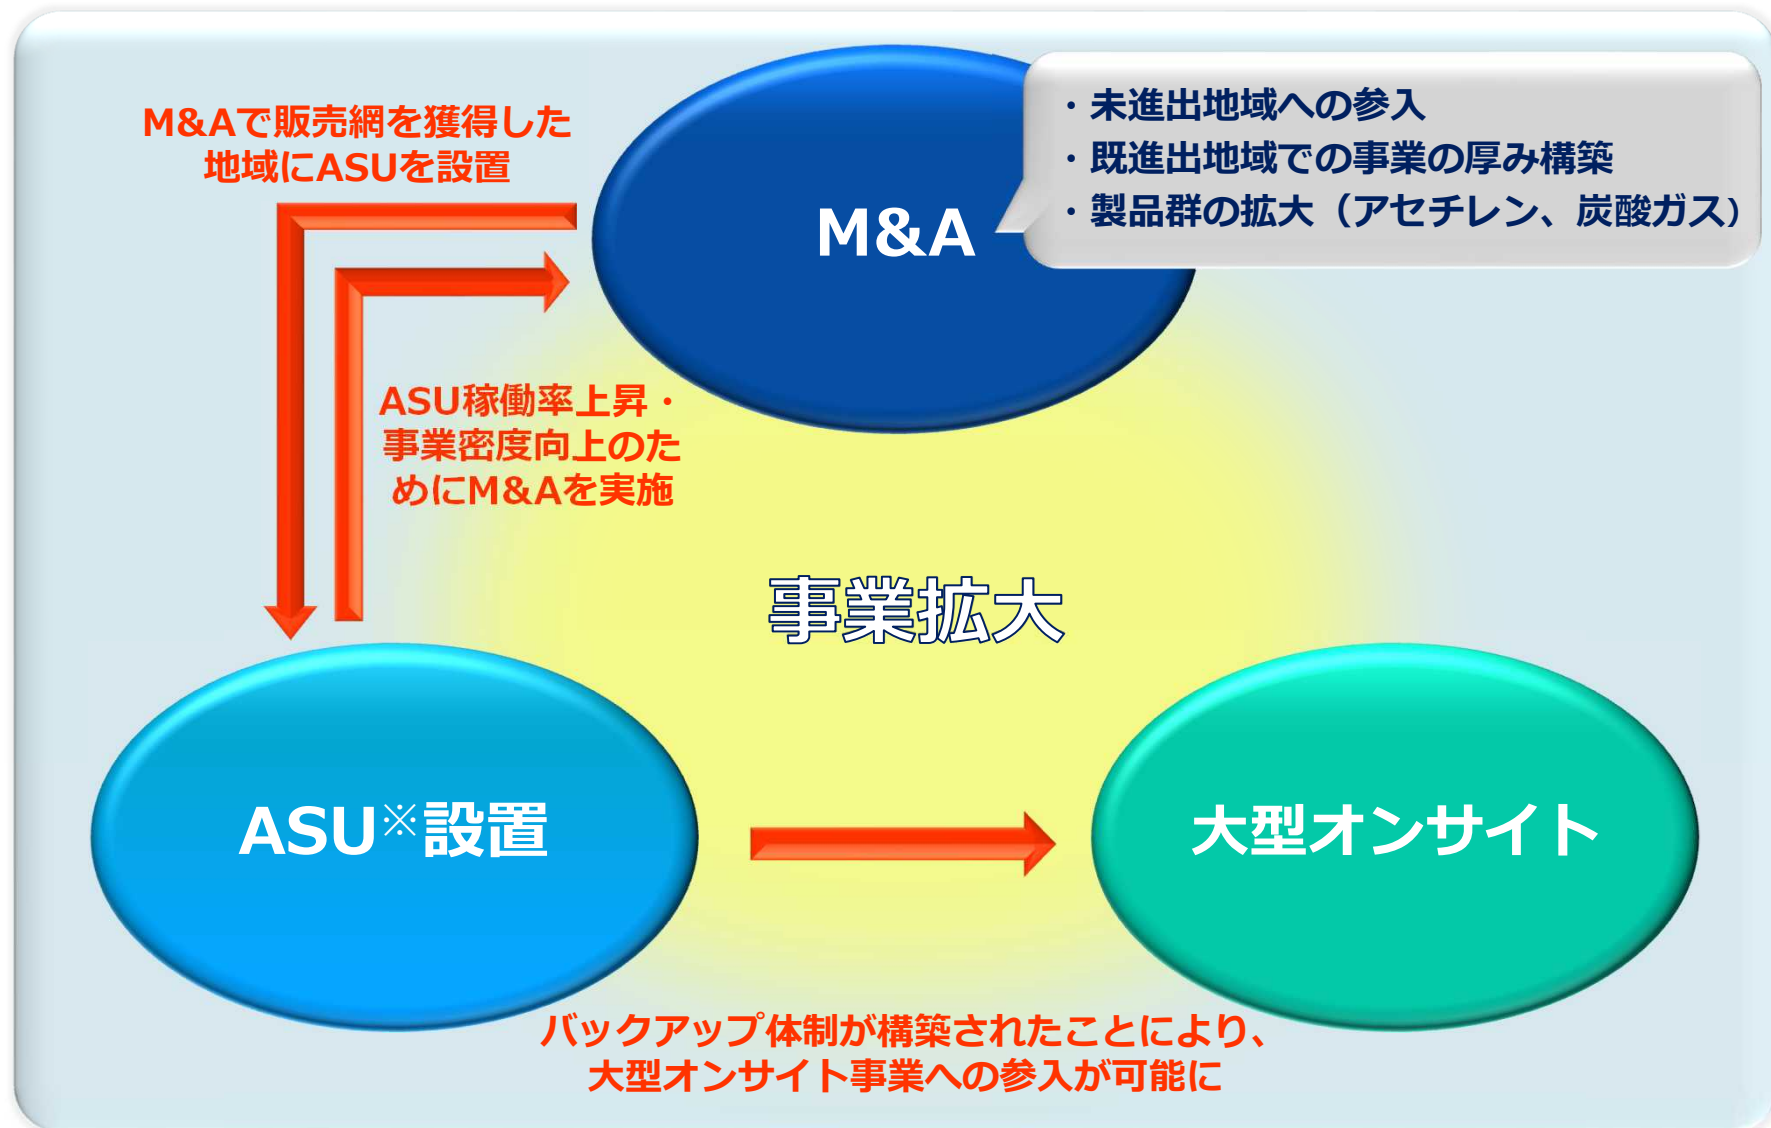 M&Aで販売網を獲得した
地域にASUを設置
M&A
・未進出地域への参入
・既進出地域での事業の厚み構築
・製品群の拡大（アセチレン、炭酸ガス）
ASU稼働率上昇・
事業密度向上のた
めにM&Aを実施
事業拡大
ASU※設置
大型オンサイト
バックアップ体制が構築されたことにより、
大型オンサイト事業への参入が可能に